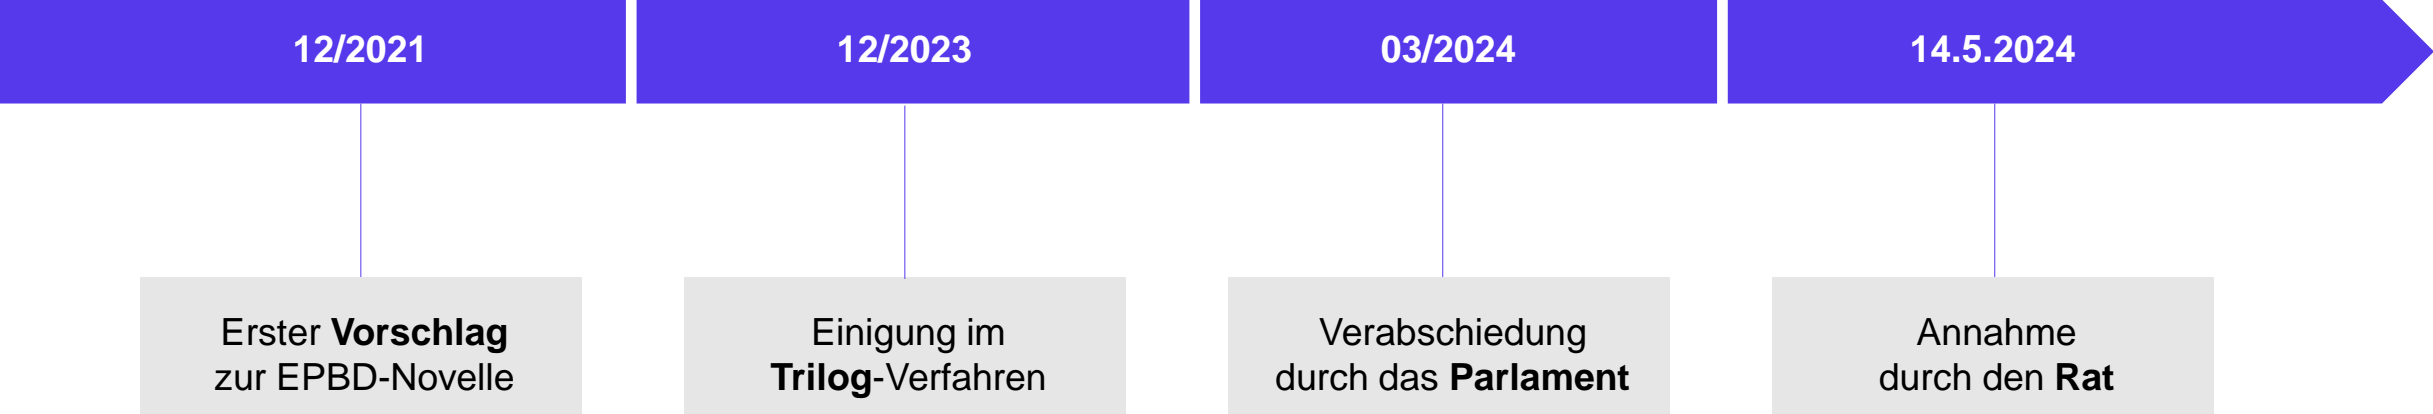 12/2021
12/2023
03/2024
14.5.2024
Erster Vorschlag
zur EPBD-Novelle
Einigung im
Trilog-Verfahren
Verabschiedung
durch das Parlament
Annahme
durch den Rat